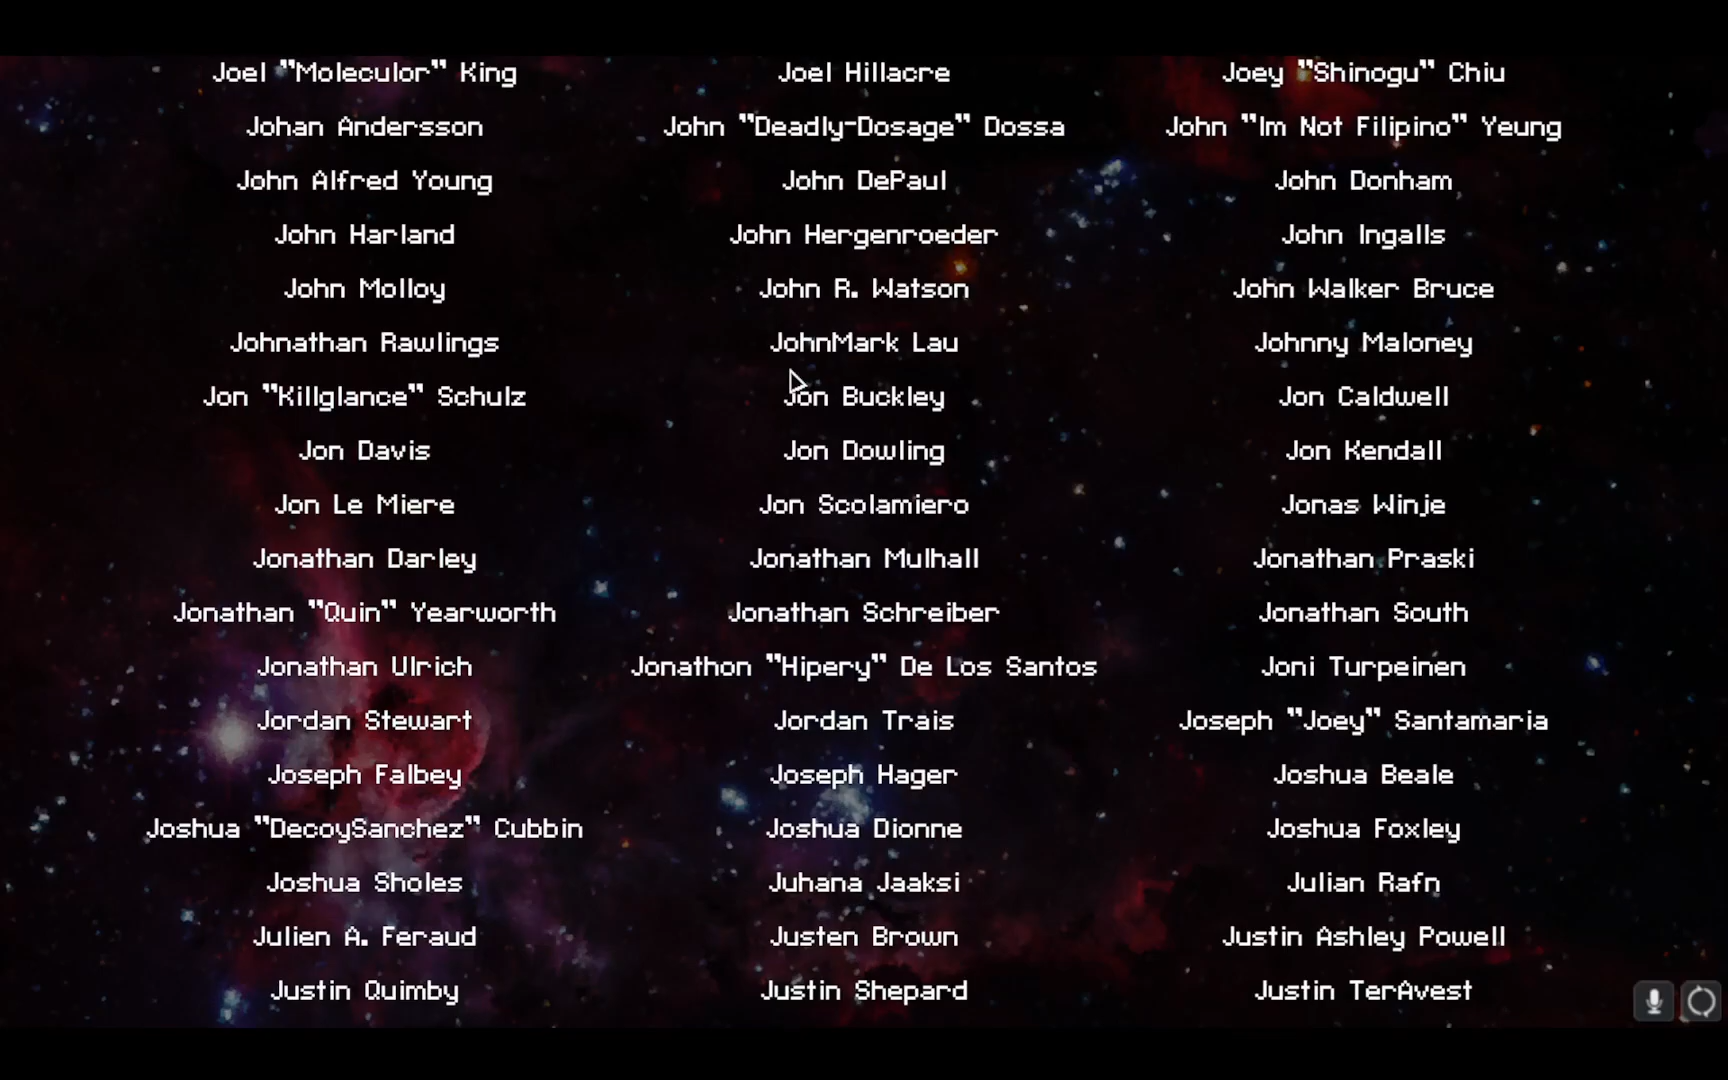 Joel "Moleculor" King Joel Hillacre Joey "Shinogu" Chiu
Johan Andersson John "Deadly-Dosage" Dossa John "Im Not Filipino" Yeung
John Alfred Young John DePaul John Donham
John Harland John Hergenroeder John Ingalls
John Molloy John R. Watson John Walker Bruce
Johnathan Rawlings JohnMark Lau Johnny Maloney
Jon "Killglance" Schulz Jon Buckley Jon Caldwell
Jon Davis Jon Dowling Jon Kendall
Jon Le Miere Jon Scolamiero Jonas Winje
Jonathan Darley Jonathan Mulhall Jonathan Praski
Jonathan "Quin" Yearworth Jonathan Schreiber Jonathan South
Jonathan Ulrich Jonathon "Hipery" De Los Santos Joni Turpeinen
Jordan Stewart Jordan Trais Joseph "Joey" Santamaria
Joseph Falbey Joseph Hager Joshua Beale
Joshua "DecoySanchez" Cubbin Joshua Dionne Joshua Foxley
Joshua Sholes Juhana Jaaksi Julian Rafn
Julien A. Feraud Justen Brown Justin Ashley Powell
Justin Quimby Justin Shepard Justin TerAvest